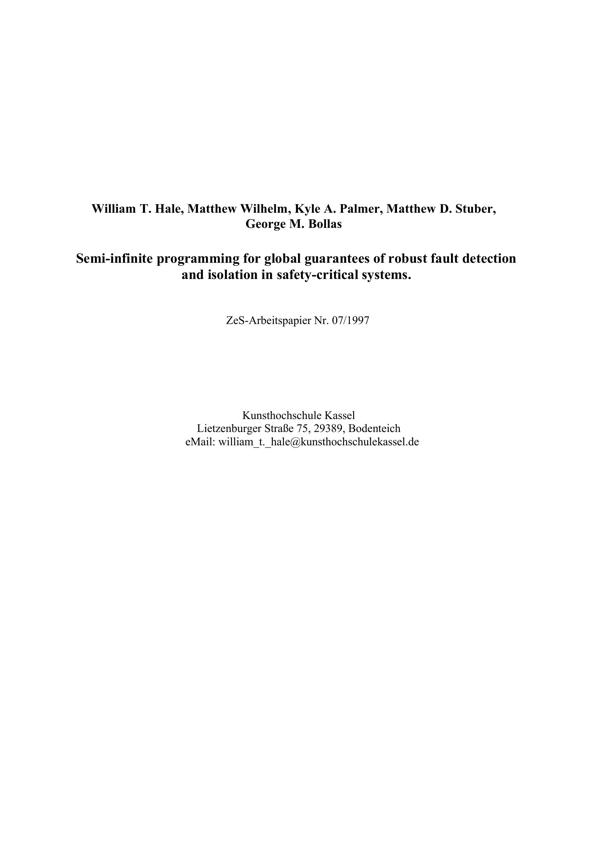 William T. Hale, Matthew Wilhelm, Kyle A. Palmer, Matthew D. Stuber,
George M. Bollas
Semi-infinite programming for global guarantees of robust fault detection
and isolation in safety-critical systems.
ZeS-Arbeitspapier Nr. 07/1997
Kunsthochschule Kassel
Lietzenburger Straße 75, 29389, Bodenteich
eMail: william_t._hale@kunsthochschulekassel.de